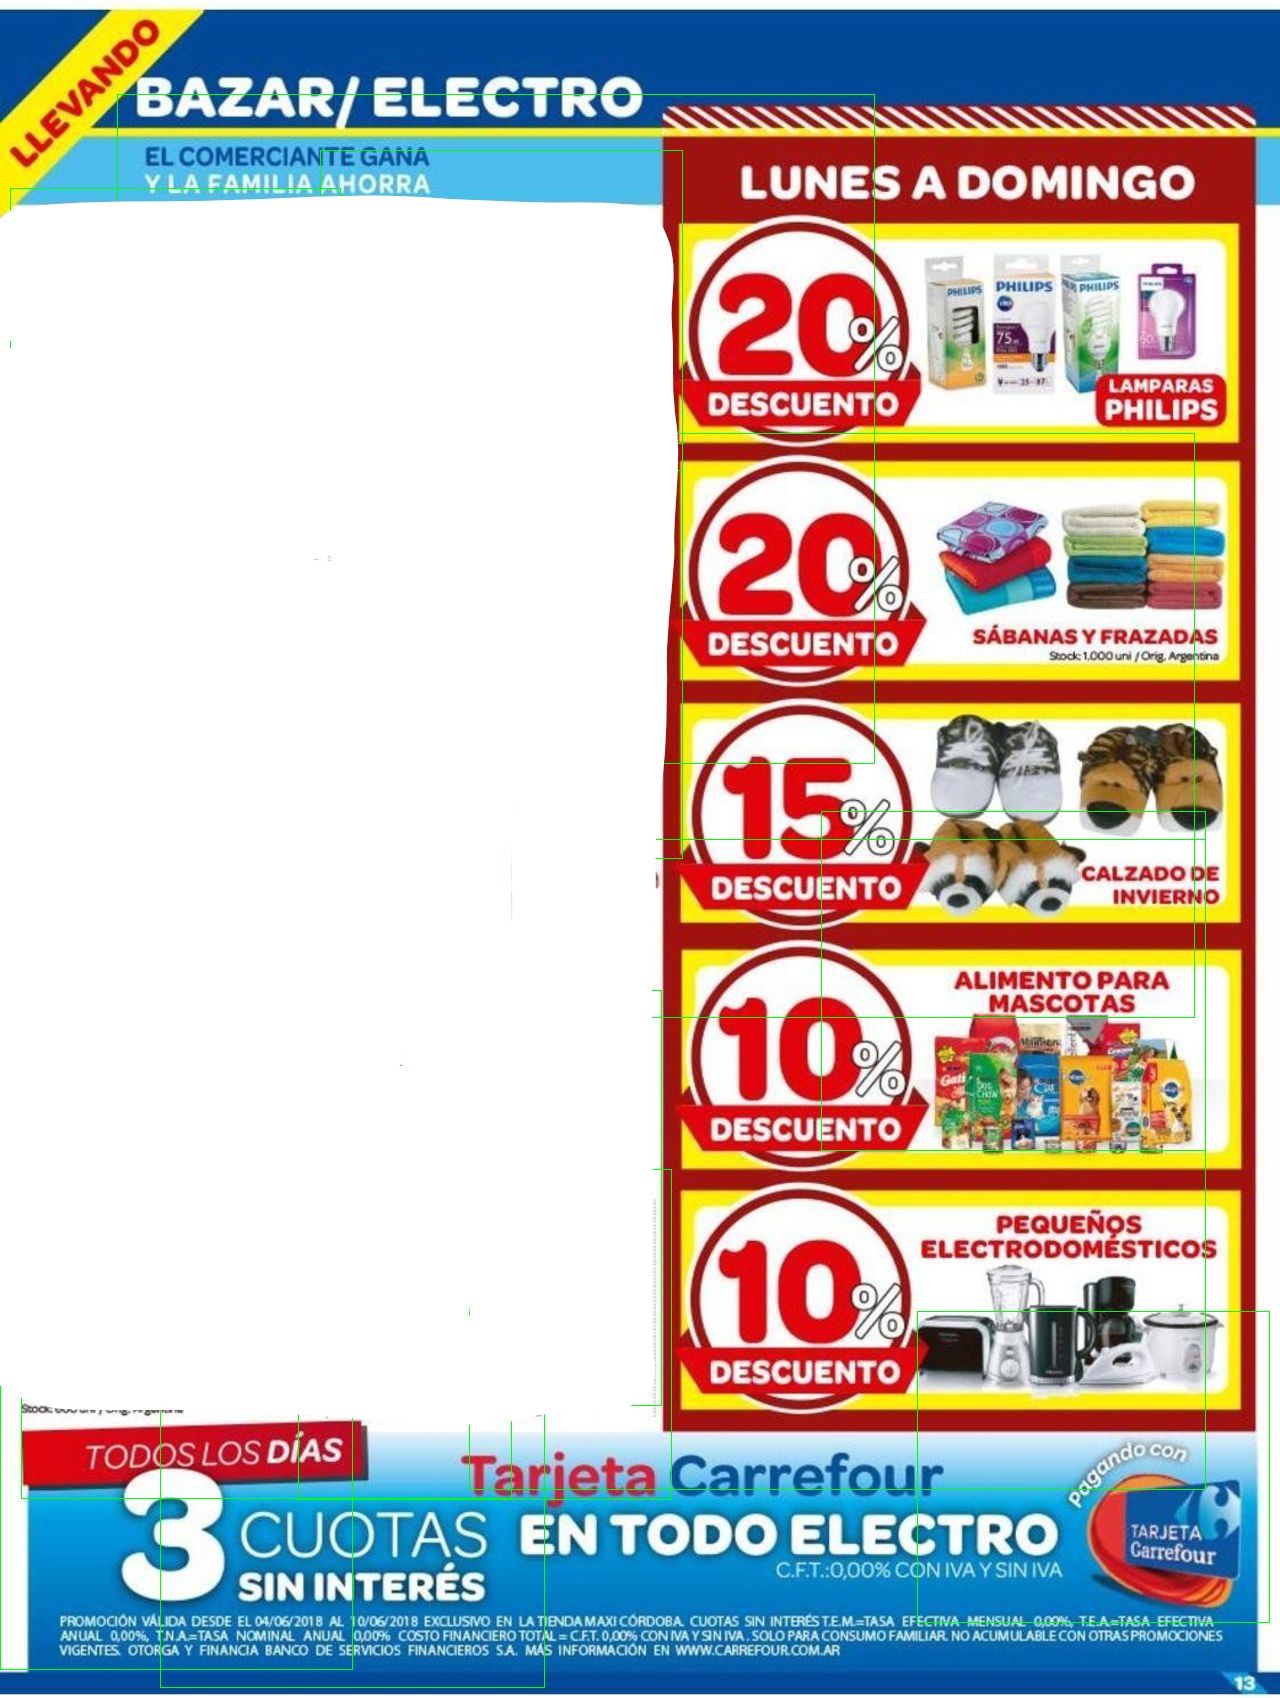 LLEVANDO
BAZAR/ ELECTRO
EL COMERCIANTE GANA
Y LA FAMILIA AHORRA
LUNES A DOMINGO
20%
DESCUENTO
PHILIPS
PHILIPS
PHILIPS
75
LAMPARAS
PHILIPS
20%
DESCUENTO
SÁBANAS Y FRAZADAS
Stock: 1.000 uni / Orig. Argentina
15%
DESCUENTO
CALZADO DE
INVIERNO
10%
DESCUENTO
ALIMENTO PARA
MASCOTAS
Gati
DOG CHOW
Cat
10%
DESCUENTO
PEQUEÑOS
ELECTRODOMÉSTICOS
TODOS LOS DÍAS
3 CUOTAS
SIN INTERÉS
Tarjeta Carrefour
EN TODO ELECTRO
C.F.T.:0,00% CON IVA Y SIN IVA
Pagando con
TARJETA
Carrefour
PROMOCIÓN VÁLIDA DESDE EL 04/06/2018 AL 10/06/2018 EXCLUSIVO EN LA TIENDA MAXI CÓRDOBA. CUOTAS SIN INTERÉS T.E.M.=TASA EFECTIVA MENSUAL 0,00%, T.E.A.=TASA EFECTIVA
ANUAL 0,00%, T.N.A.=TASA NOMINAL ANUAL 0,00% COSTO FINANCIERO TOTAL = C.F.T. 0,00% CON IVA Y SIN IVA. SOLO PARA CONSUMO FAMILIAR. NO ACUMULABLE CON OTRAS PROMOCIONES
VIGENTES. OTORGA Y FINANCIA BANCO DE SERVICIOS FINANCIEROS S.A. MÁS INFORMACIÓN EN WWW.CARREFOUR.COM.AR
13